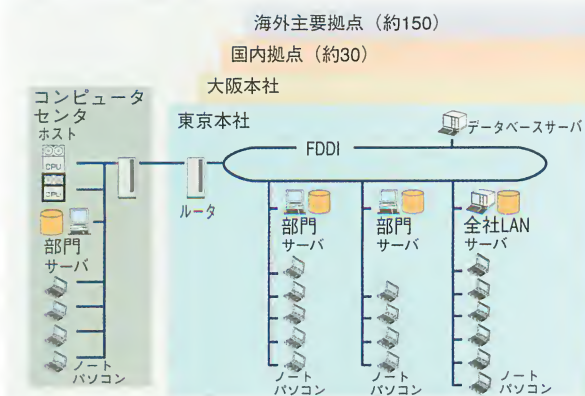 海外主要拠点（約150）
国内拠点（約30）
大阪本社
東京本社
コンピュータ
センタ
ホスト
CPU
CPU
部門
サーバ
ノート
パソコン
ルータ
FDDI
データベースサーバ
部門
サーバ
部門
サーバ
全社LAN
サーバ
ノート
パソコン
ノート
パソコン
ノート
パソコン